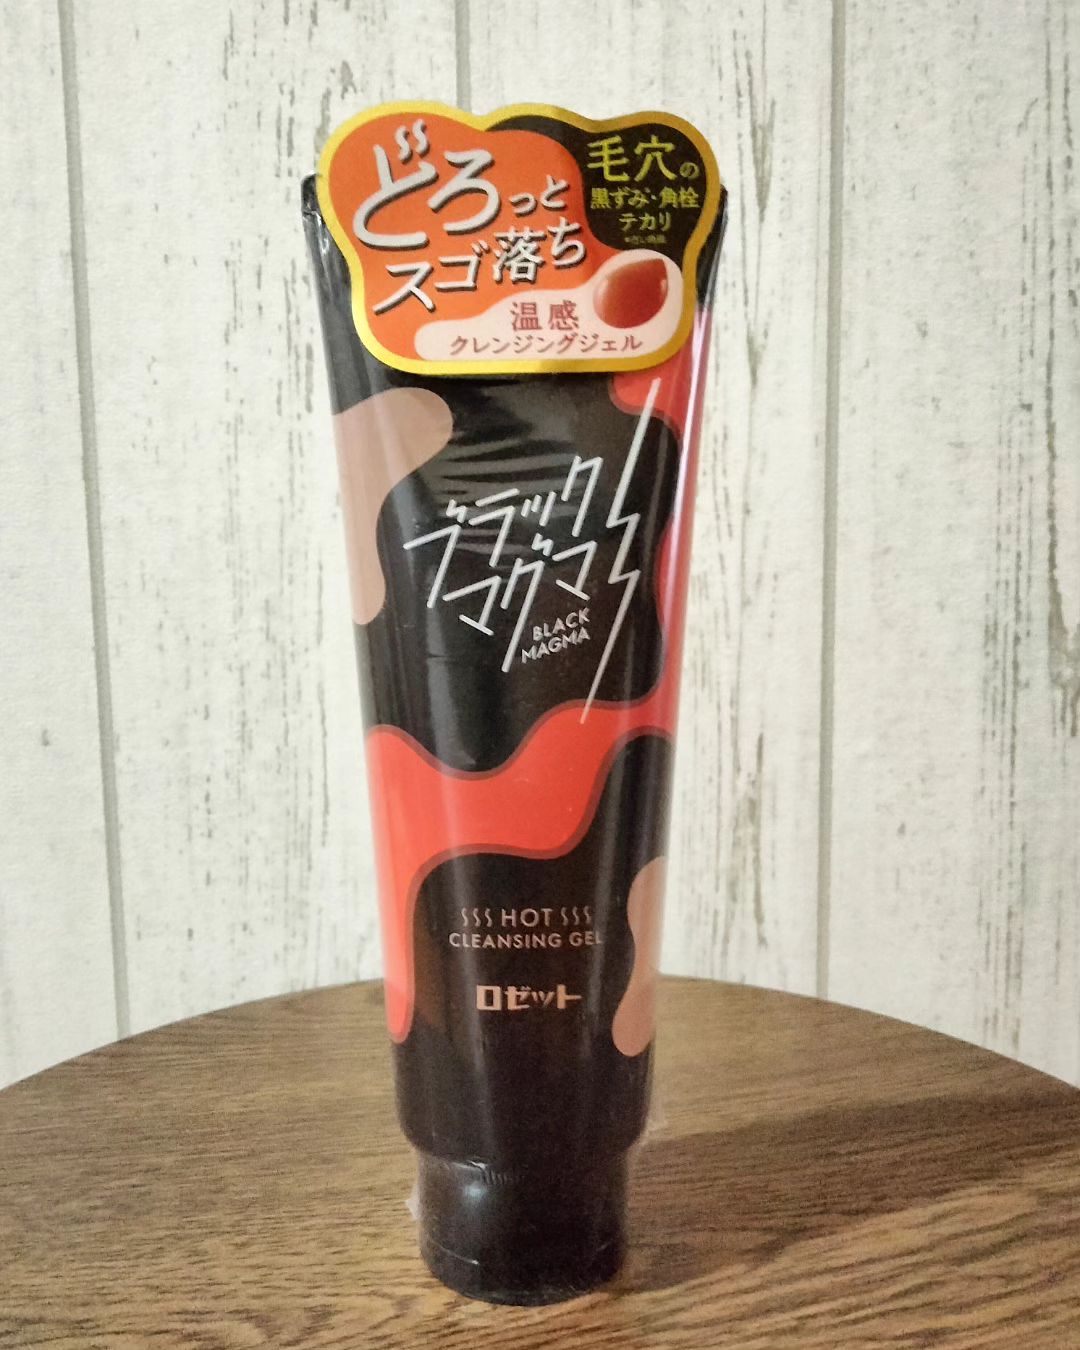 どろっと
スゴ落ち
毛穴の
黒ずみ・角栓
テカリ
温感
クレンジングジェル
ブラック
マグマ
BLACK
MAGMA
HOT
CLEANSING GEL
ロゼット